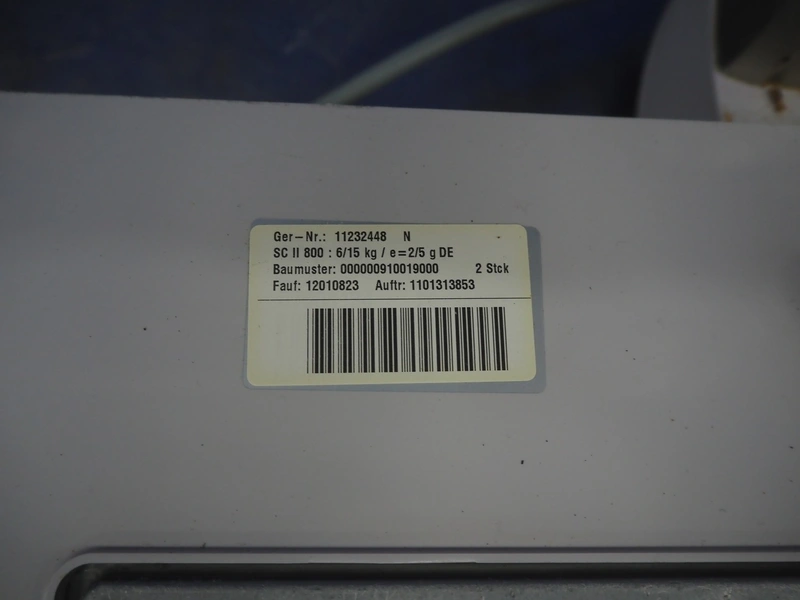 Ger-Nr.: 11232448 N
SC II 800 : 6/15 kg / e=2/5 g DE
Baumuster: 000000910019000 2 Stck
Fauf: 12010823 Auftr: 1101313853